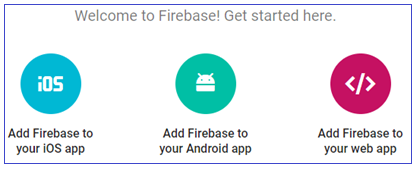 Welcome to Firebase! Get started here.
iOS
</>
Add Firebase to your iOS app
Add Firebase to your Android app
Add Firebase to your web app